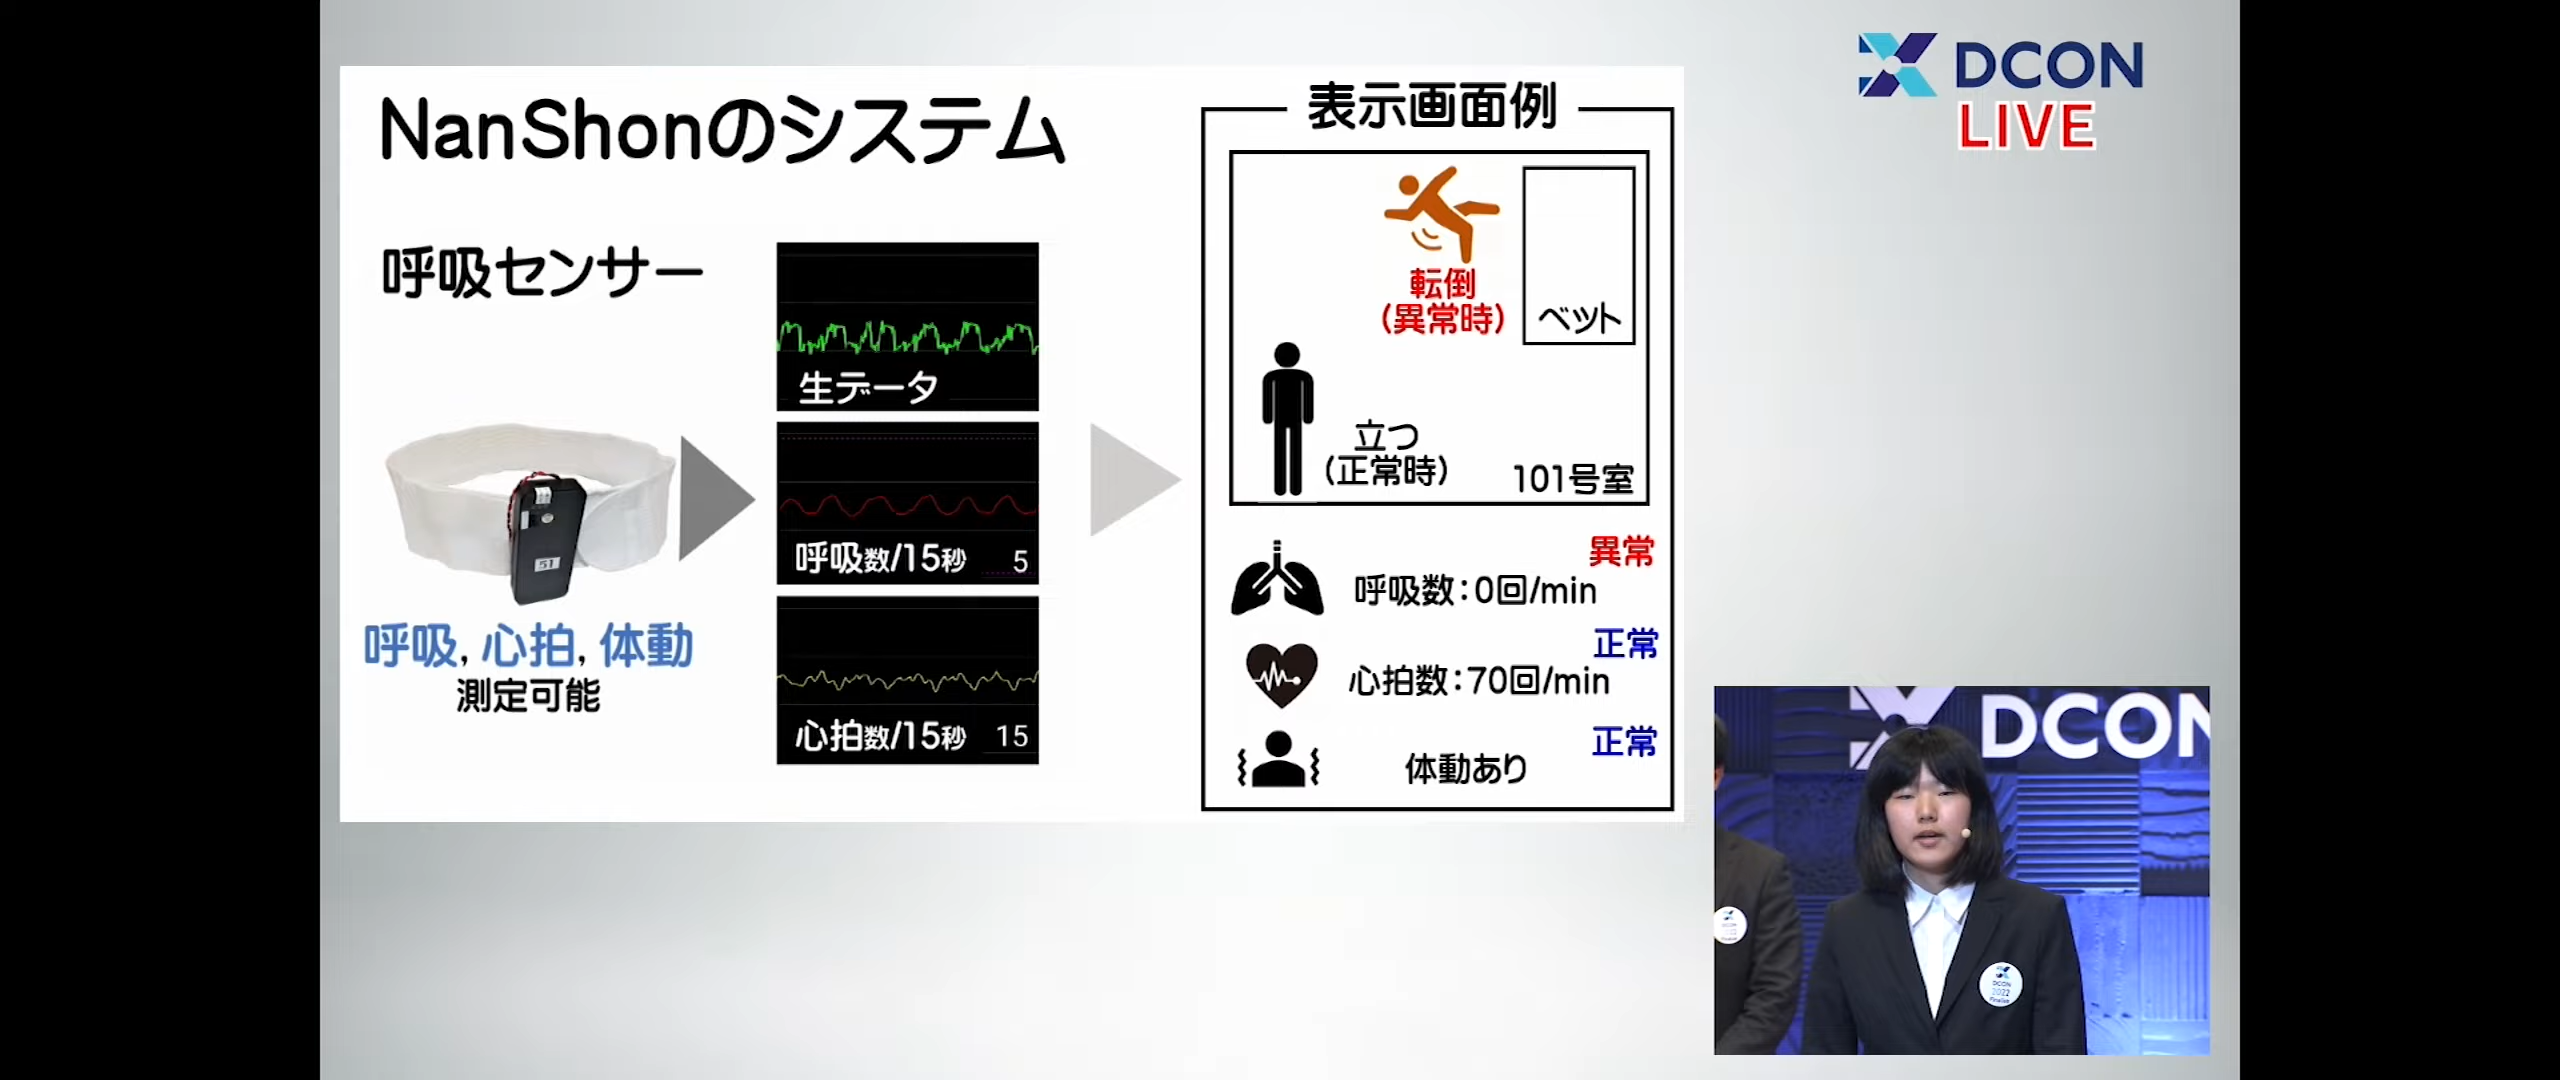 NanShonのシステム
呼吸センサー
51
呼吸, 心拍, 体動
測定可能
生データ
呼吸数/15秒 5
心拍数/15秒 15
表示画面例
転倒
(異常時)
ベット
立つ
(正常時)
101号室
異常
呼吸数:0回/min
正常
心拍数:70回/min
正常
体動あり
DCON
LIVE
DCON
DCON
2022
Finalist